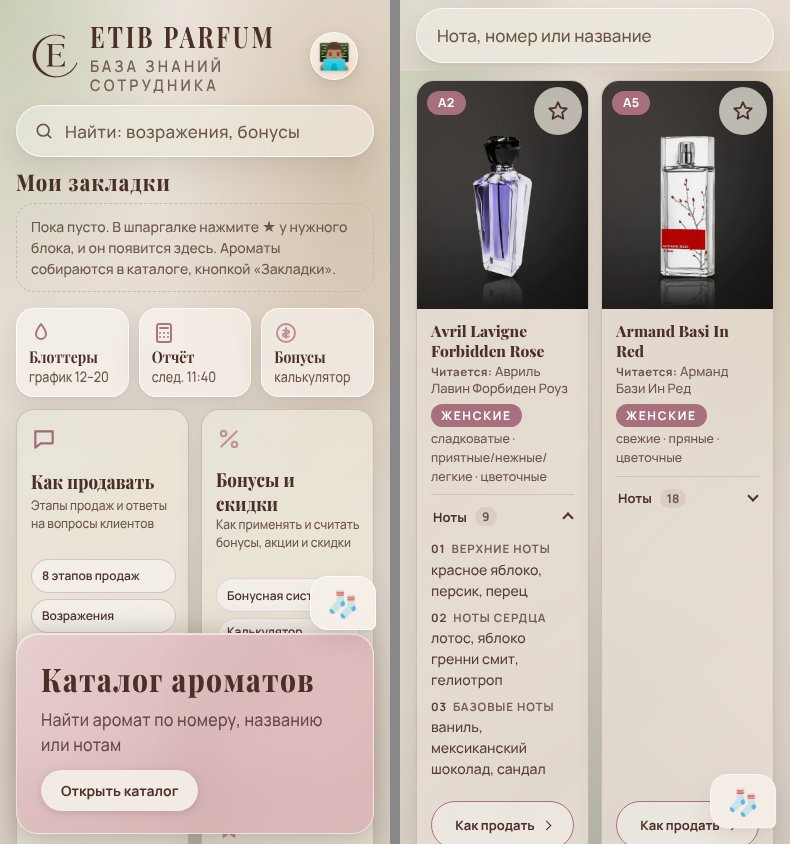 ETIB PARFUM
БАЗА ЗНАНИЙ
СОТРУДНИКА
Найти: возражения, бонусы
Мои закладки
Пока пусто. В шпаргалке нажмите ★ у нужного
блока, и он появится здесь. Ароматы
собираются в каталоге, кнопкой «Закладки».
Блоттеры
график 12–20
Отчёт
след. 11:40
Бонусы
калькулятор
Как продавать
Этапы продаж и ответы
на вопросы клиентов
8 этапов продаж
Возражения
Бонусы и
скидки
Как применять и считать
бонусы, акции и скидки
Бонусная сист
Калькулятор
Каталог ароматов
Найти аромат по номеру, названию
или нотам
Открыть каталог
Нота, номер или название
A2
Avril Lavigne
Forbidden Rose
Читается: Авриль
Лавин Форбиден Роуз
ЖЕНСКИЕ
сладковатые ·
приятные/нежные/
легкие · цветочные
Ноты 9
01 ВЕРХНИЕ НОТЫ
красное яблоко,
персик, перец
02 НОТЫ СЕРДЦА
лотос, яблоко
гренни смит,
гелиотроп
03 БАЗОВЫЕ НОТЫ
ваниль,
мексиканский
шоколад, сандал
Как продать
A5
Armand Basi In
Red
Читается: Арманд
Бази Ин Ред
ЖЕНСКИЕ
свежие · пряные ·
цветочные
Ноты 18
Как продать